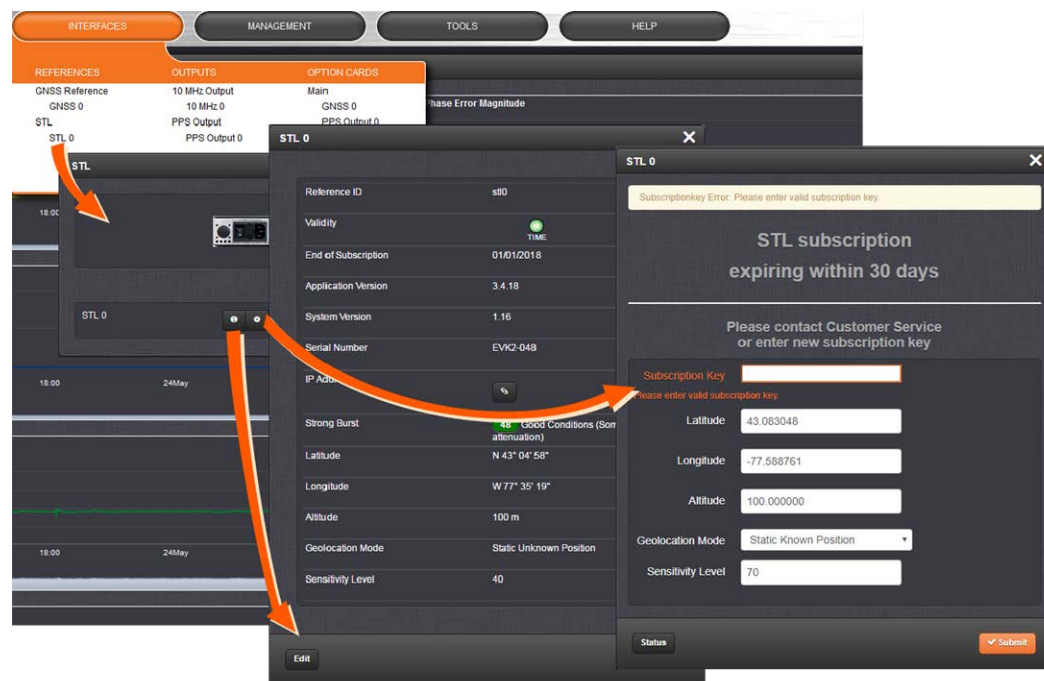 INTERFACES MANAGEMENT TOOLS HELP
REFERENCES OUTPUTS OPTION CARDS
GNSS Reference 10 MHz Output Main
GNSS 0 10 MHz 0 GNSS 0
STL PPS Output PPS Output 0
STL 0 PPS Output 0
Phase Error Magnitude
STL
18:00
STL 0
18:00 24May
18:00 24May
STL 0
Reference ID stl0
Validity
TIME
End of Subscription 01/01/2018
Application Version 3.4.18
System Version 1.16
Serial Number EVK2-048
IP
Strong Burst 48 Good Conditions
attenuation)
Latitude N 43° 04' 58"
Longitude W 77° 35' 19"
Altitude 100 m
Geolocation Mode Static Unknown Position
Sensitivity Level 40
Edit
STL 0
Subscriptionkey Error: Please enter valid subscription key.
STL subscription
expiring within 30 days
Please contact Customer Service
or enter new subscription key
Subscription Key
Please enter valid subscription key.
Latitude 43.083048
Longitude -77.588761
Altitude 100.000000
Geolocation Mode Static Known Position
Sensitivity Level 70
Status Submit